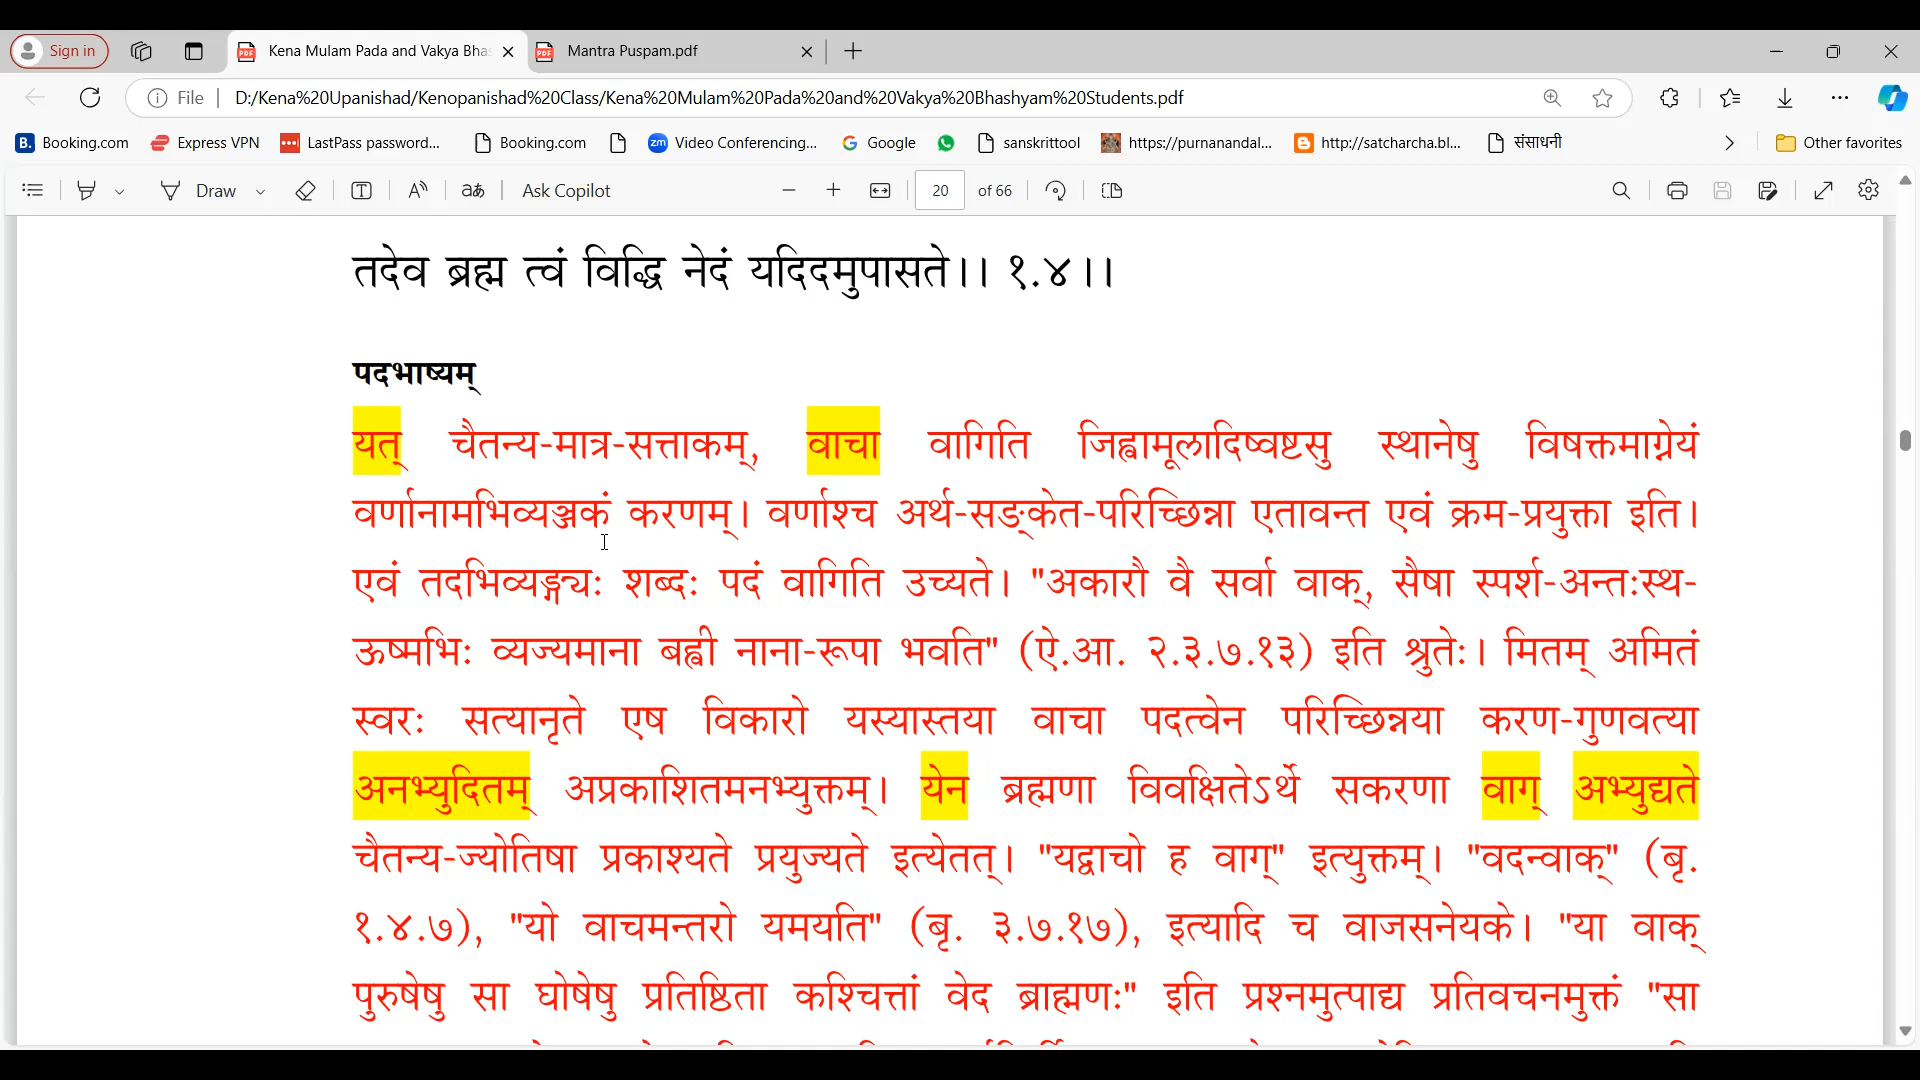 Sign in
Kena Mulam Pada and Vakya Bhas
Mantra Puspam.pdf
File
D:/Kena%20Upanishad/Kenopanishad%20Class/Kena%20Mulam%20Pada%20and%20Vakya%20Bhashyam%20Students.pdf
Booking.com
Express VPN
LastPass password...
Booking.com
Video Conferencing...
Google
sanskrittool
https://purnanandal...
http://satcharcha.bl...
संसाधनी
Other favorites
Draw
Ask Copilot
20 of 66
तदेव ब्रह्म त्वं विद्धि नेदं यदिदमुपासते।। १.४।।
पदभाष्यम्
यत् चैतन्य-मात्र-सत्ताकम्, वाचा वागिति जिह्वामूलादिष्वष्टसु स्थानेषु विषक्तमाग्नेयं
वर्णानामभिव्यञ्जकं करणम्। वर्णाश्च अर्थ-सङ्केत-परिच्छिन्ना एतावन्त एवं क्रम-प्रयुक्ता इति।
एवं तदभिव्यङ्ग्यः शब्दः पदं वागिति उच्यते। "अकारौ वै सर्वा वाक्, सैषा स्पर्श-अन्तःस्थ-
ऊष्मभिः व्यज्यमाना बह्वी नाना-रूपा भवति" (ऐ.आ. २.३.७.१३) इति श्रुतेः। मितम् अमितं
स्वरः सत्यानृते एष विकारो यस्यास्तया वाचा पदत्वेन परिच्छिन्नया करण-गुणवत्या
अनभ्युदितम् अप्रकाशितमनभ्युक्तम्। येन ब्रह्मणा विवक्षितेऽर्थे सकरणा वाग् अभ्युद्यते
चैतन्य-ज्योतिषा प्रकाश्यते प्रयुज्यते इत्येतत्। "यद्वाचो ह वाग्" इत्युक्तम्। "वदन्वाक्" (बृ.
१.४.७), "यो वाचमन्तरो यमयति" (बृ. ३.७.१७), इत्यादि च वाजसनेयके। "या वाक्
पुरुषेषु सा घोषेषु प्रतिष्ठिता कश्चित्तां वेद ब्राह्मणः" इति प्रश्नमुत्पाद्य प्रतिवचनमुक्तं "सा